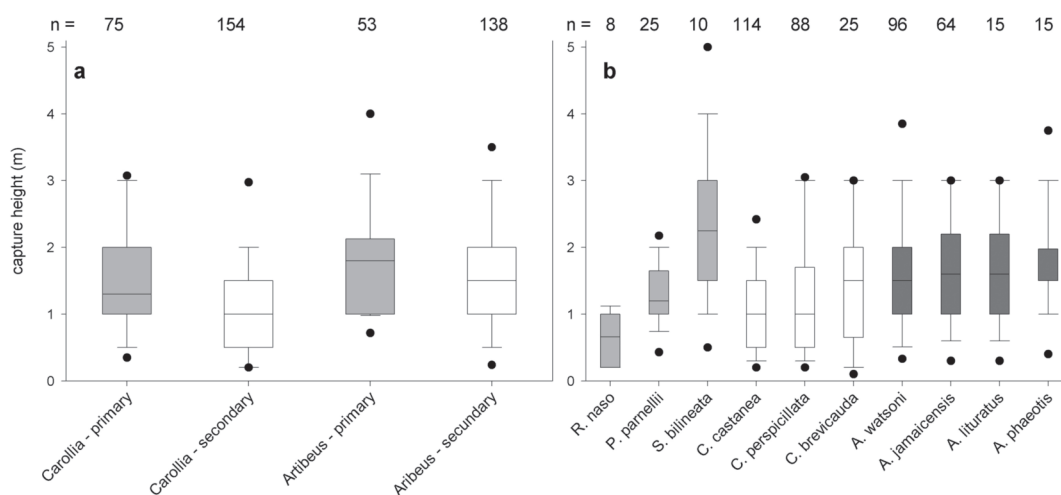 n = 75 154 53 138
n = 8 25 10 114 88 25 96 64 15 15
a
b
capture height (m)
5
4
3
2
1
0
5
4
3
2
1
0
Carollia - primary
Carollia - secondary
Artibeus - primary
Aribeus - secundary
R. naso
P. parnellii
S. bilineata
C. castanea
C. perspicillata
C. brevicauda
A. watsoni
A. jamaicensis
A. lituratus
A. phaeotis